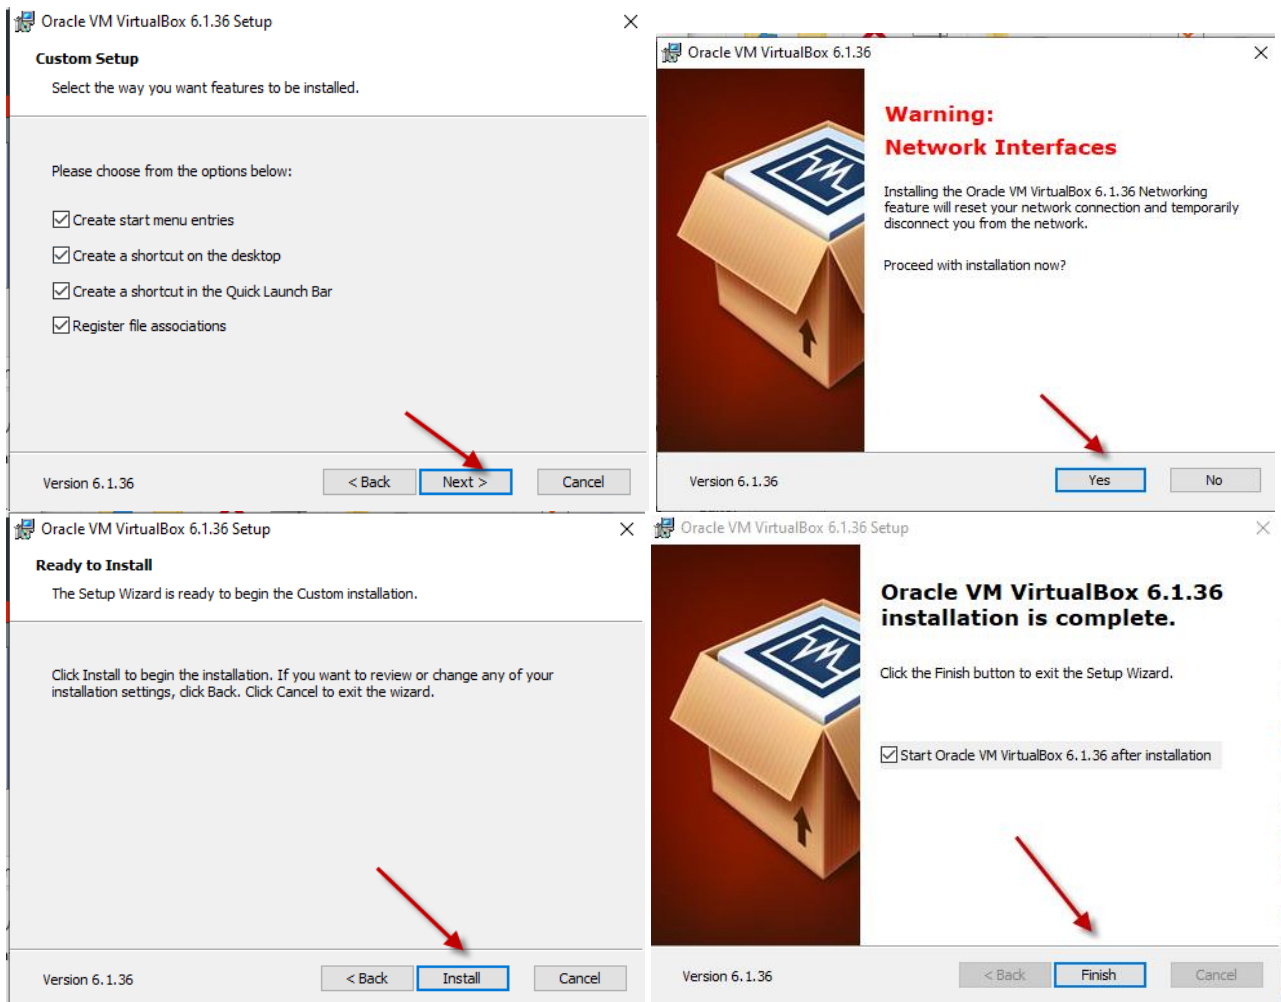 Oracle VM VirtualBox 6.1.36 Setup
Custom Setup
Select the way you want features to be installed.
Please choose from the options below:
Create start menu entries
Create a shortcut on the desktop
Create a shortcut in the Quick Launch Bar
Register file associations
Version 6.1.36
< Back
Next >
Cancel
Oracle VM VirtualBox 6.1.36
Warning:
Network Interfaces
Installing the Oracle VM VirtualBox 6.1.36 Networking
feature will reset your network connection and temporarily
disconnect you from the network.
Proceed with installation now?
Version 6.1.36
Yes
No
Oracle VM VirtualBox 6.1.36 Setup
Ready to Install
The Setup Wizard is ready to begin the Custom installation.
Click Install to begin the installation. If you want to review or change any of your
installation settings, click Back. Click Cancel to exit the wizard.
Version 6.1.36
< Back
Install
Cancel
Oracle VM VirtualBox 6.1.36 Setup
Oracle VM VirtualBox 6.1.36
installation is complete.
Click the Finish button to exit the Setup Wizard.
Start Oracle VM VirtualBox 6.1.36 after installation
Version 6.1.36
< Back
Finish
Cancel